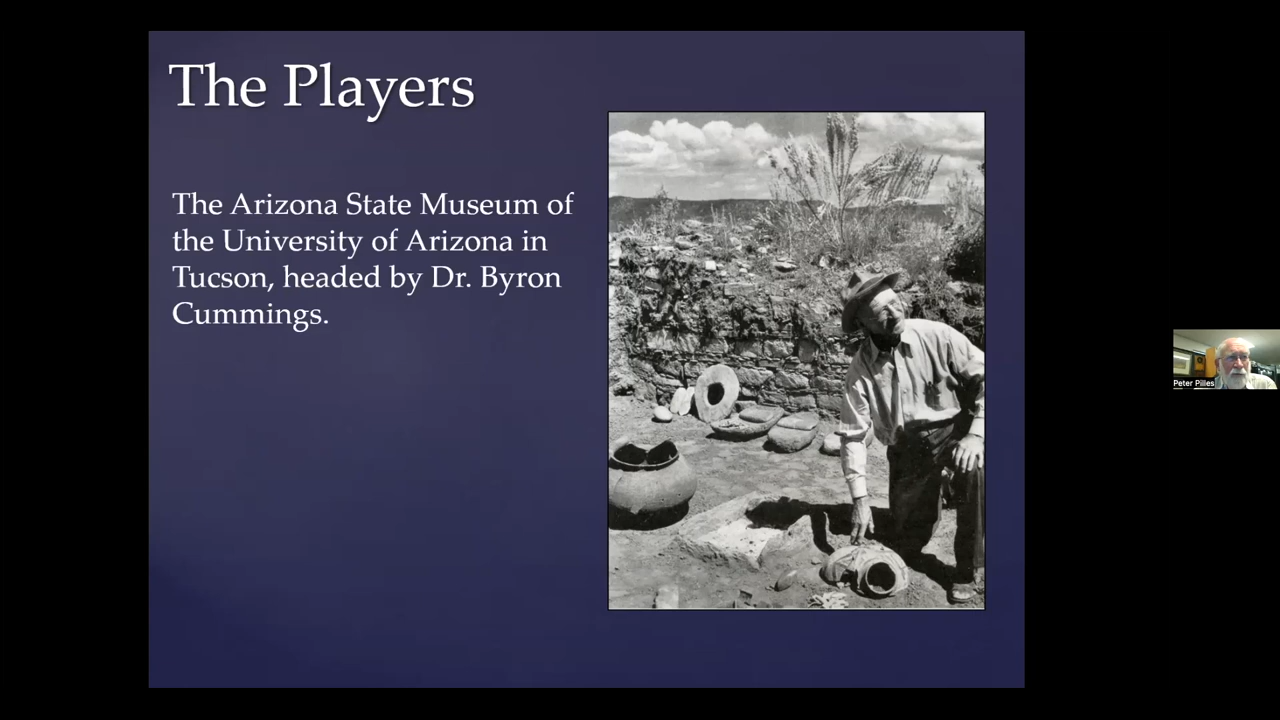 The Players
The Arizona State Museum of
the University of Arizona in
Tucson, headed by Dr. Byron
Cummings.
Peter Pilles